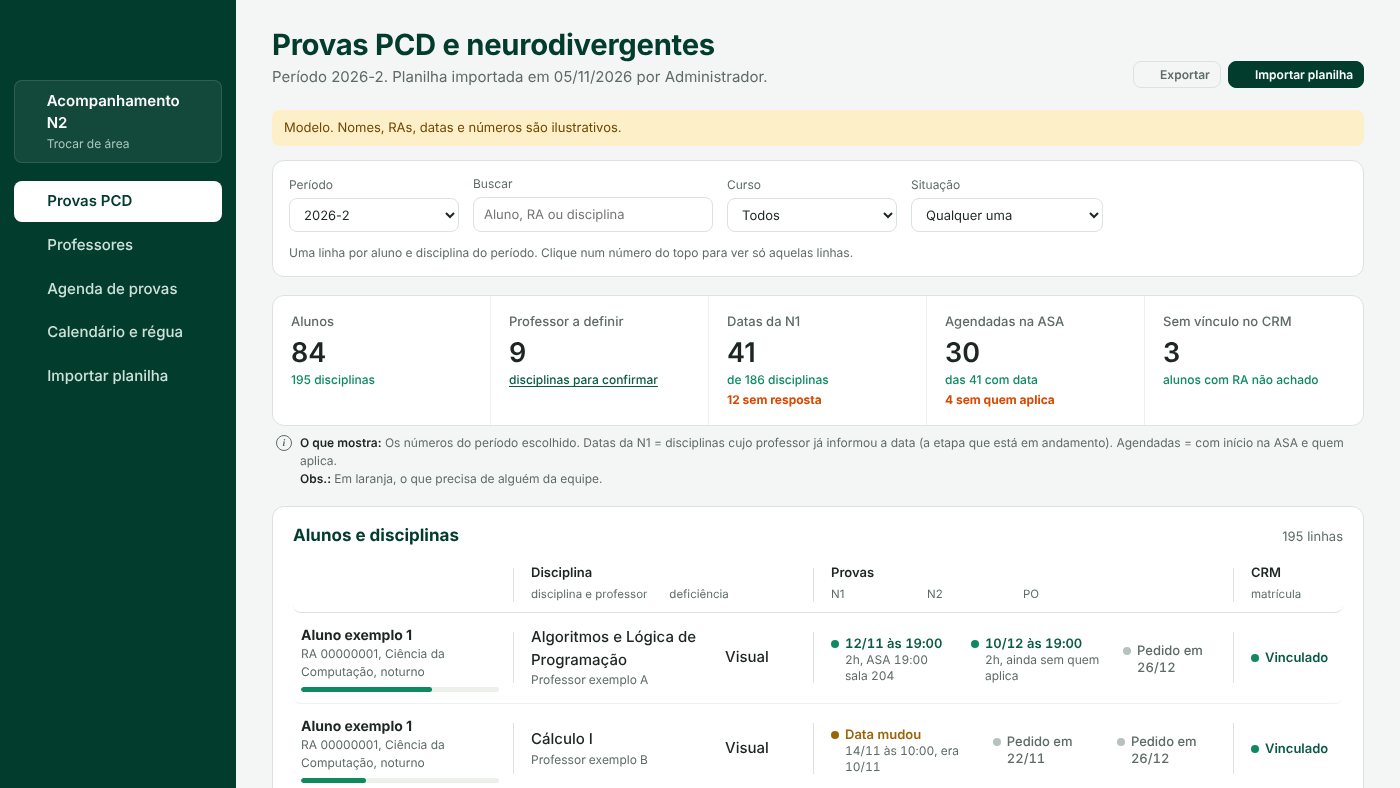 Acompanhamento
N2
Trocar de área
Provas PCD
Professores
Agenda de provas
Calendário e régua
Importar planilha
Provas PCD e neurodivergentes
Período 2026-2. Planilha importada em 05/11/2026 por Administrador.
Exportar
Importar planilha
Modelo. Nomes, RAs, datas e números são ilustrativos.
Período
Buscar
Curso
Situação
2026-2
Aluno, RA ou disciplina
Todos
Qualquer uma
Uma linha por aluno e disciplina do período. Clique num número do topo para ver só aquelas linhas.
Alunos
84
195 disciplinas
Professor a definir
9
disciplinas para confirmar
Datas da N1
41
de 186 disciplinas
12 sem resposta
Agendadas na ASA
30
das 41 com data
4 sem quem aplica
Sem vínculo no CRM
3
alunos com RA não achado
i
O que mostra: Os números do período escolhido. Datas da N1 = disciplinas cujo professor já informou a data (a etapa que está em andamento). Agendadas = com início na ASA e quem
aplica.
Obs.: Em laranja, o que precisa de alguém da equipe.
Alunos e disciplinas
195 linhas
Disciplina
Provas
CRM
disciplina e professor
deficiência
N1
N2
PO
matrícula
Aluno exemplo 1
RA 00000001, Ciência da
Computação, noturno
Algoritmos e Lógica de
Programação
Professor exemplo A
Visual
12/11 às 19:00
2h, ASA 19:00
sala 204
10/12 às 19:00
2h, ainda sem quem
aplica
Pedido em
26/12
Vinculado
Aluno exemplo 1
RA 00000001, Ciência da
Computação, noturno
Cálculo I
Professor exemplo B
Visual
Data mudou
14/11 às 10:00, era
10/11
Pedido em
22/11
Pedido em
26/12
Vinculado